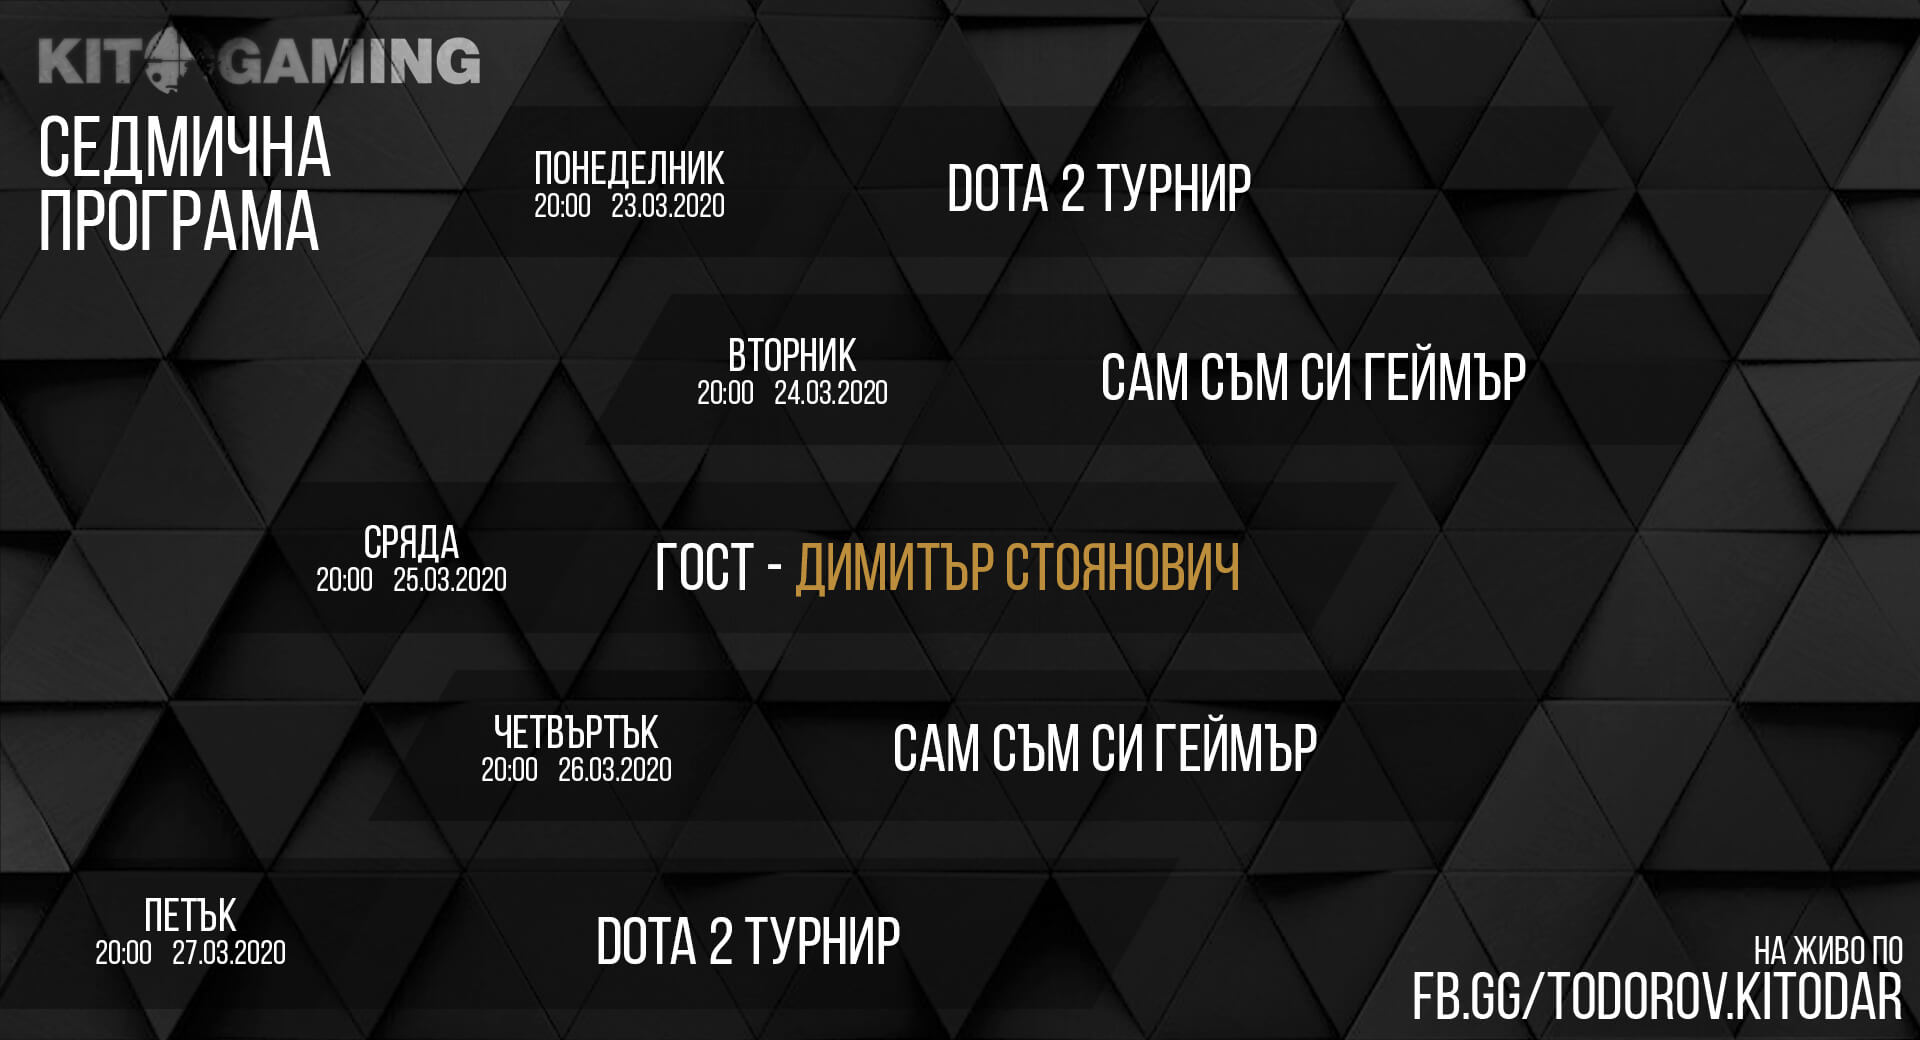 KITO GAMING
СЕДМИЧНА
ПРОГРАМА
ПОНЕДЕЛНИК
20:00 23.03.2020
DOTA 2 ТУРНИР
ВТОРНИК
20:00 24.03.2020
САМ СЪМ СИ ГЕЙМЪР
СРЯДА
20:00 25.03.2020
ГОСТ - ДИМИТЪР СТОЯНОВИЧ
ЧЕТВЪРТЪК
20:00 26.03.2020
САМ СЪМ СИ ГЕЙМЪР
ПЕТЪК
20:00 27.03.2020
DOTA 2 ТУРНИР
НА ЖИВО ПО
FB.GG/TODOROV.KITODAR